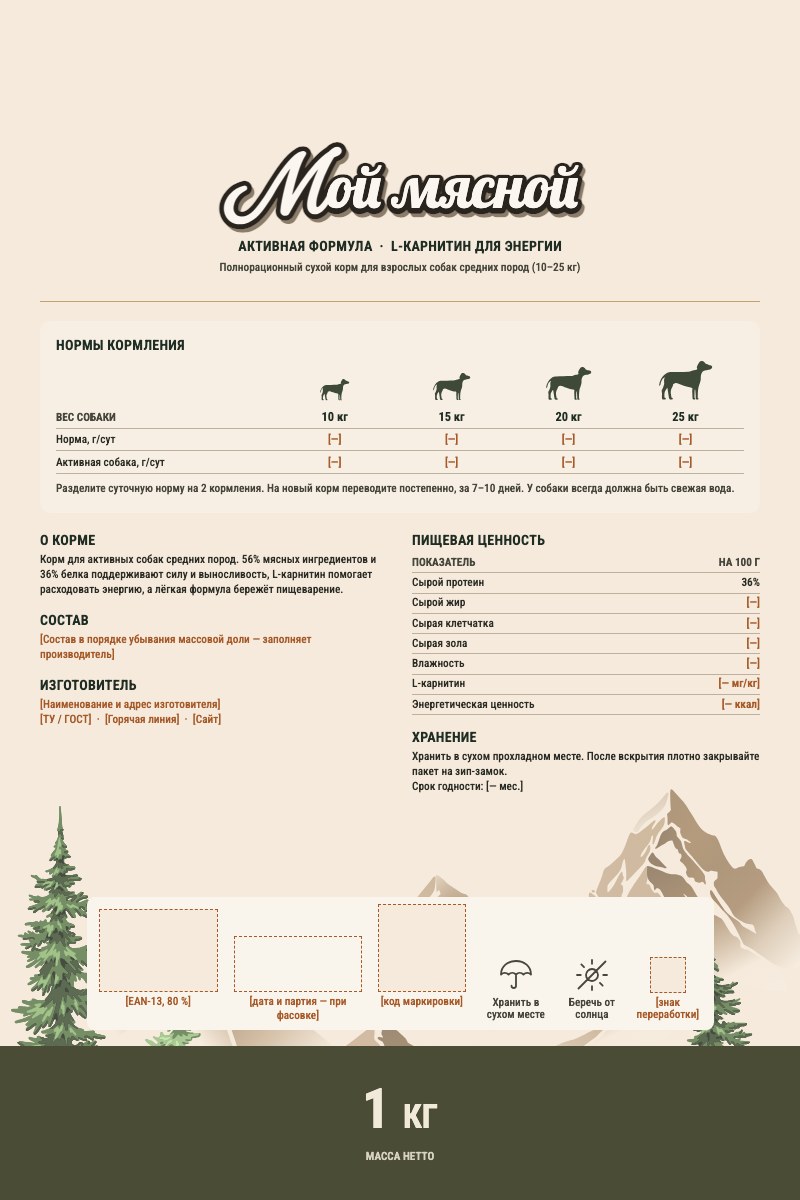 Мой мясной
АКТИВНАЯ ФОРМУЛА · L-КАРНИТИН ДЛЯ ЭНЕРГИИ
Полнорационный сухой корм для взрослых собак средних пород (10–25 кг)
НОРМЫ КОРМЛЕНИЯ
ВЕС СОБАКИ 10 кг 15 кг 20 кг 25 кг
Норма, г/сут [—] [—] [—] [—]
Активная собака, г/сут [—] [—] [—] [—]
Разделите суточную норму на 2 кормления. На новый корм переводите постепенно, за 7–10 дней. У собаки всегда должна быть свежая вода.
О КОРМЕ
Корм для активных собак средних пород. 56% мясных ингредиентов и
36% белка поддерживают силу и выносливость, L-карнитин помогает
расходовать энергию, а лёгкая формула бережёт пищеварение.
СОСТАВ
[Состав в порядке убывания массовой доли — заполняет
производитель]
ИЗГОТОВИТЕЛЬ
[Наименование и адрес изготовителя]
[ТУ / ГОСТ] · [Горячая линия] · [Сайт]
ПИЩЕВАЯ ЦЕННОСТЬ
ПОКАЗАТЕЛЬ НА 100 Г
Сырой протеин 36%
Сырой жир [—]
Сырая клетчатка [—]
Сырая зола [—]
Влажность [—]
L-карнитин [— мг/кг]
Энергетическая ценность [— ккал]
ХРАНЕНИЕ
Хранить в сухом прохладном месте. После вскрытия плотно закрывайте
пакет на зип-замок.
Срок годности: [— мес.]
[EAN-13, 80 %]
[дата и партия — при
фасовке]
[код маркировки]
Хранить в
сухом месте
Беречь от
солнца
[знак
переработки]
1 кг
МАССА НЕТТО